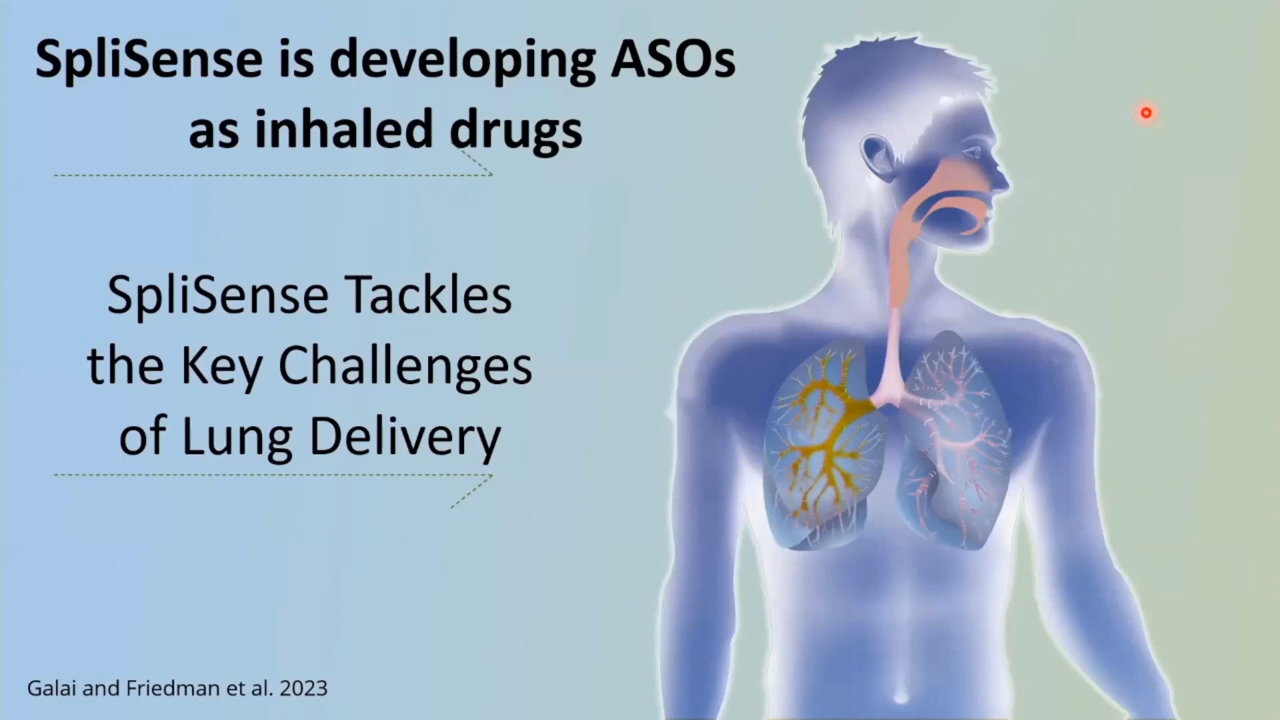 SpliSense is developing ASOs
as inhaled drugs
SpliSense Tackles
the Key Challenges
of Lung Delivery
Galai and Friedman et al. 2023